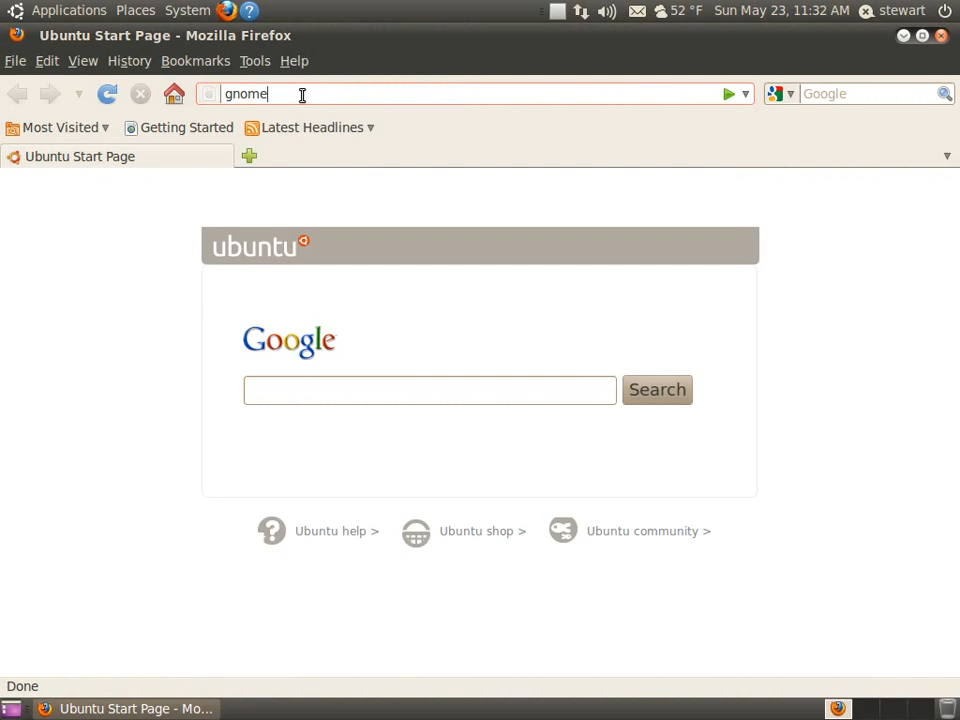 Applications Places System 52 °F Sun May 23, 11:32 AM stewart
Ubuntu Start Page - Mozilla Firefox
File Edit View History Bookmarks Tools Help
gnome Google
Most Visited Getting Started Latest Headlines
Ubuntu Start Page
ubuntu
Google
Search
Ubuntu help > Ubuntu shop > Ubuntu community >
Done
Ubuntu Start Page - Mo...